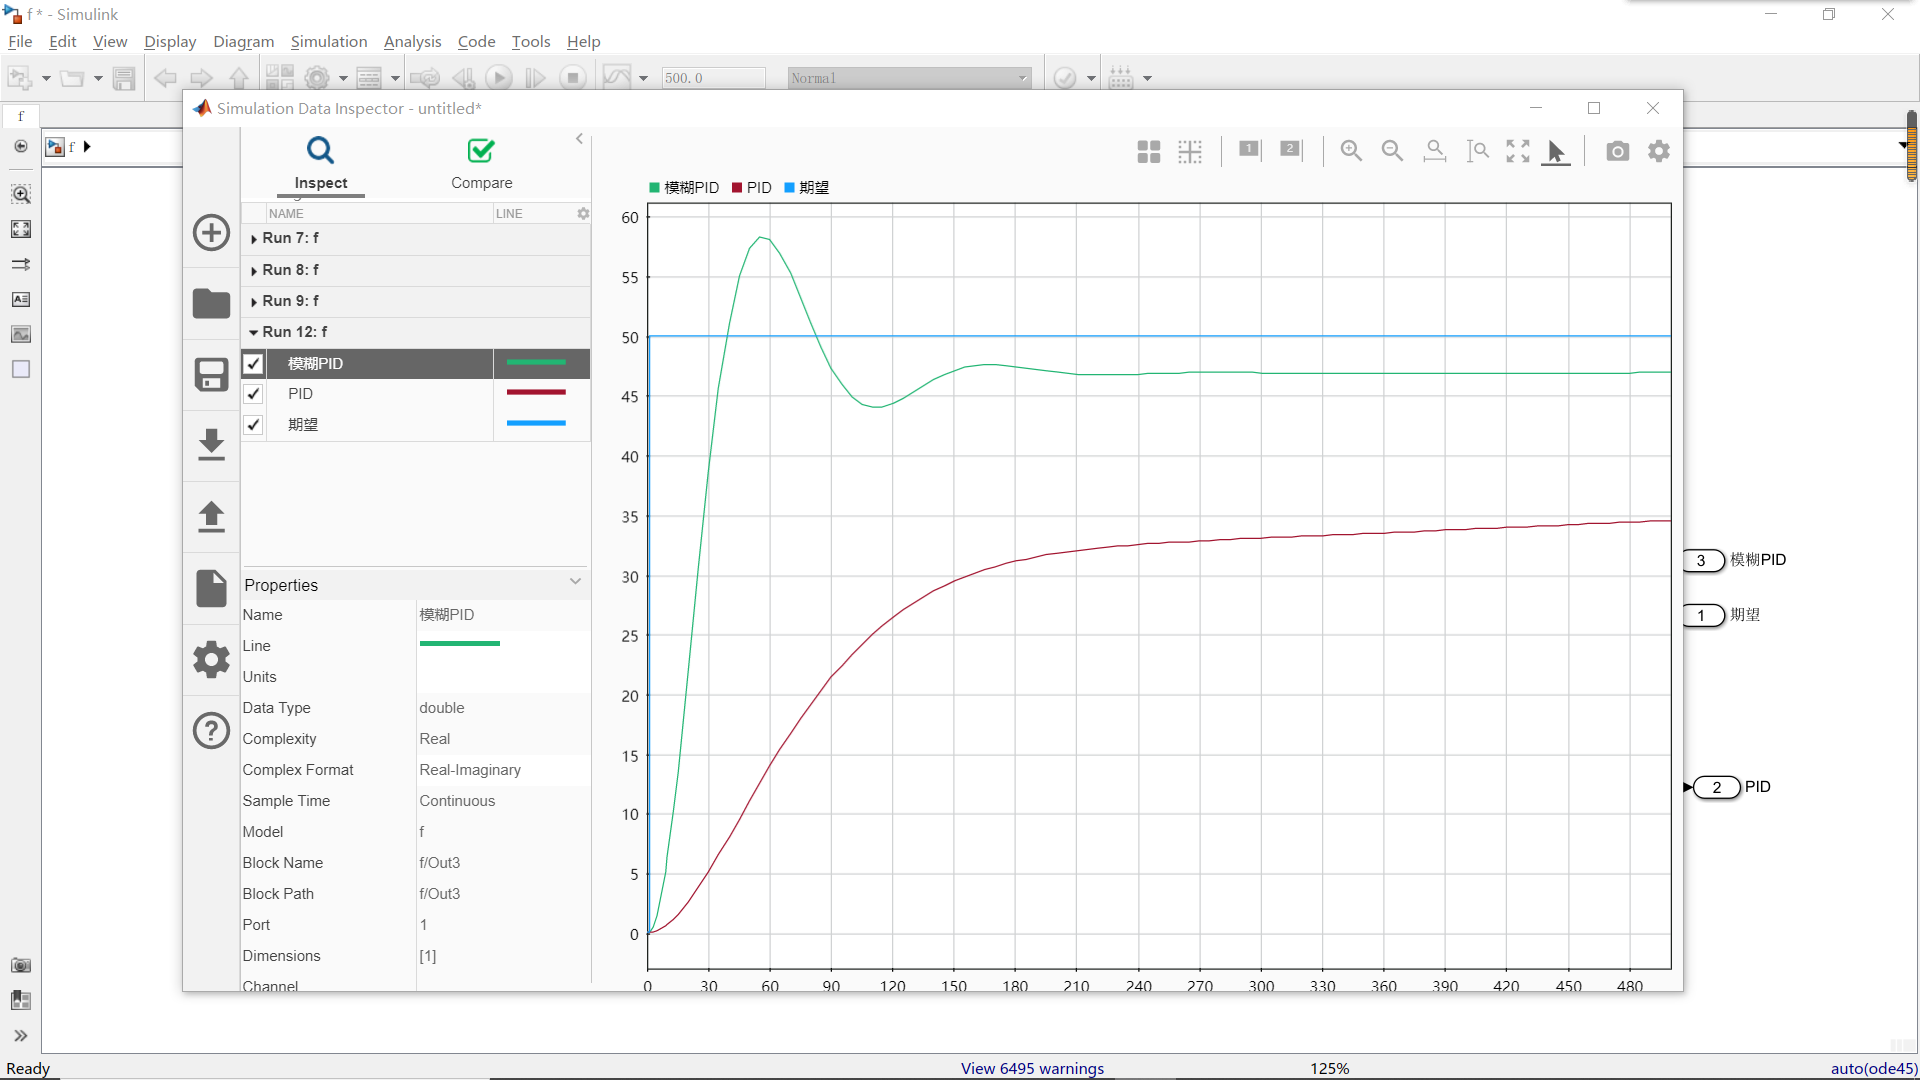 f * - Simulink
File Edit View Display Diagram Simulation Analysis Code Tools Help
500.0 Normal
f
f
Simulation Data Inspector - untitled*
Inspect Compare
1 2
NAME LINE
Run 7: f
Run 8: f
Run 9: f
Run 12: f
模糊PID
PID
期望
Properties
Name 模糊PID
Line
Units
Data Type double
Complexity Real
Complex Format Real-Imaginary
Sample Time Continuous
Model f
Block Name f/Out3
Block Path f/Out3
Port 1
Dimensions [1]
Channel
模糊PID PID 期望
60
55
50
45
40
35
30
25
20
15
10
5
0
0 30 60 90 120 150 180 210 240 270 300 330 360 390 420 450 480
3 模糊PID
1 期望
2 PID
Ready View 6495 warnings 125% auto(ode45)